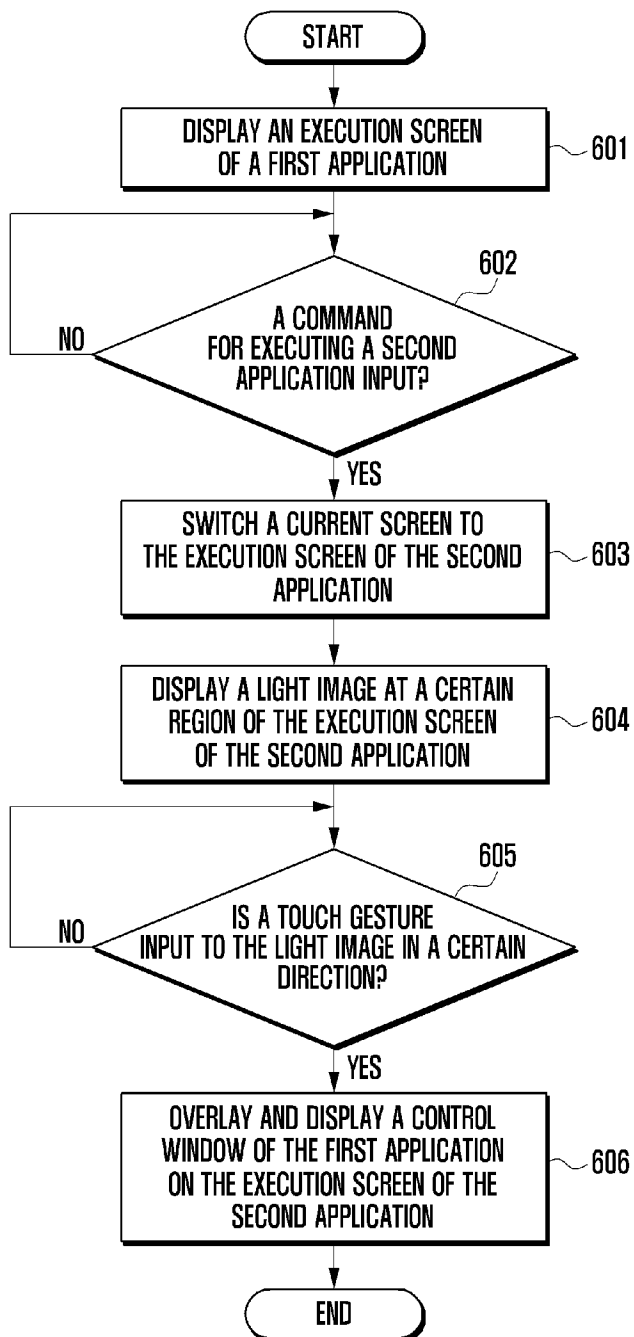 START
DISPLAY AN EXECUTION SCREEN
OF A FIRST APPLICATION
601
602
A COMMAND
FOR EXECUTING A SECOND
APPLICATION INPUT?
NO
YES
SWITCH A CURRENT SCREEN TO
THE EXECUTION SCREEN OF THE SECOND
APPLICATION
603
DISPLAY A LIGHT IMAGE AT A CERTAIN
REGION OF THE EXECUTION SCREEN
OF THE SECOND APPLICATION
604
605
IS A TOUCH GESTURE
INPUT TO THE LIGHT IMAGE IN A CERTAIN
DIRECTION?
NO
YES
OVERLAY AND DISPLAY A CONTROL
WINDOW OF THE FIRST APPLICATION
ON THE EXECUTION SCREEN OF THE
SECOND APPLICATION
606
END